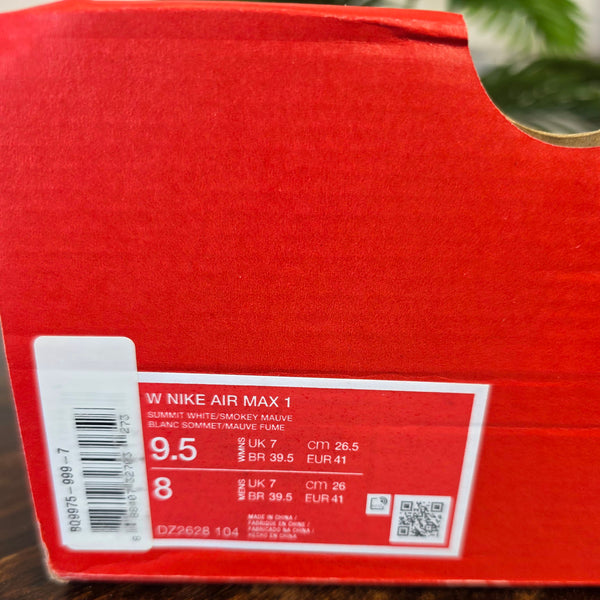 W NIKE AIR MAX 1
SUMMIT WHITE/SMOKEY MAUVE
BLANC SOMMET/MAUVE FUME
9.5 WMNS UK 7 cm 26.5
BR 39.5 EUR 41
8 MENS UK 7 cm 26
BR 39.5 EUR 41
DZ2628 104
MADE IN CHINA /
FABRIQUE EN CHINE /
FABRICADO NA CHINA /
HECHO EN CHINA
BQ9975-999-7